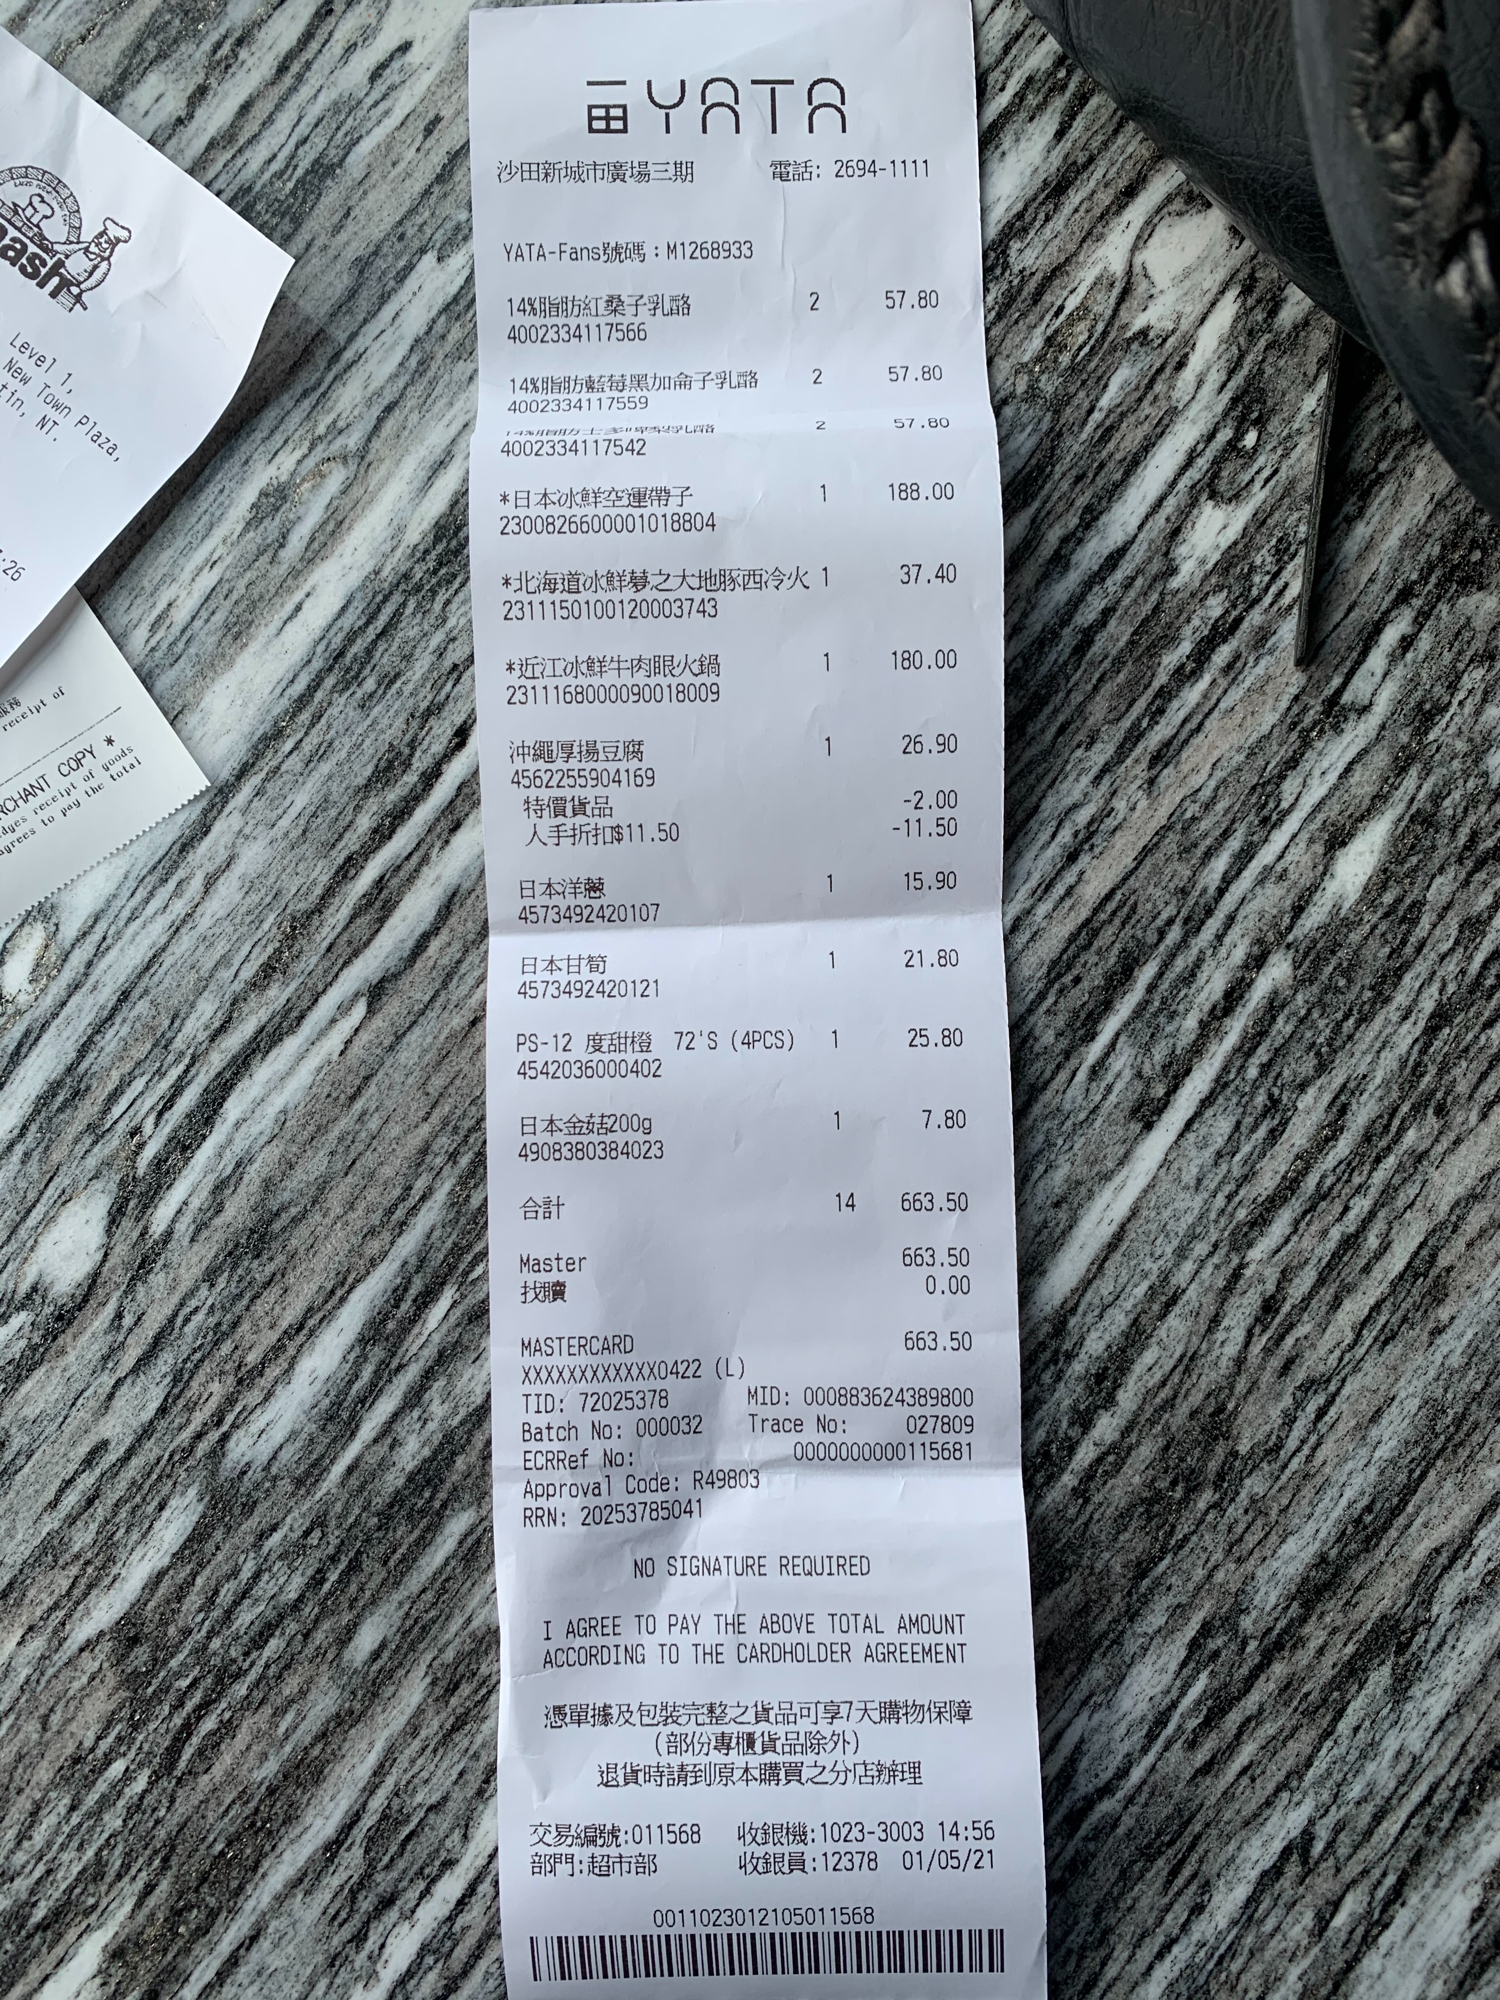 一田 YATA
沙田新城市廣場三期 電話: 2694-1111
YATA-Fans號碼：M1268933
14%脂肪紅桑子乳酪 2 57.80
4002334117566
14%脂肪藍莓黑加侖子乳酪 2 57.80
4002334117559
2 57.80
4002334117542
*日本冰鮮空運帶子 1 188.00
2300826600001018804
*北海道冰鮮夢之大地豚西冷火 1 37.40
2311150100120003743
*近江冰鮮牛肉眼火鍋 1 180.00
2311168000090018009
沖繩厚揚豆腐 1 26.90
4562255904169
特價貨品 -2.00
人手折扣$11.50 -11.50
日本洋蔥 1 15.90
4573492420107
日本甘筍 1 21.80
4573492420121
PS-12 度甜橙 72'S (4PCS) 1 25.80
4542036000402
日本金菇200g 1 7.80
4908380384023
合計 14 663.50
Master 663.50
找贖 0.00
MASTERCARD 663.50
XXXXXXXXXXXX0422 (L)
TID: 72025378 MID: 000883624389800
Batch No: 000032 Trace No: 027809
ECRRef No: 0000000000115681
Approval Code: R49803
RRN: 20253785041
NO SIGNATURE REQUIRED
I AGREE TO PAY THE ABOVE TOTAL AMOUNT
ACCORDING TO THE CARDHOLDER AGREEMENT
憑單據及包裝完整之貨品可享7天購物保障
(部份專櫃貨品除外)
退貨時請到原本購買之分店辦理
交易編號:011568 收銀機:1023-3003 14:56
部門:超市部 收銀員:12378 01/05/21
00110230121050115​68
Level 1,
New Town Plaza,
tin, NT.
:26
receipt of
RCHANT COPY *
dges receipt of goods
agrees to pay the total